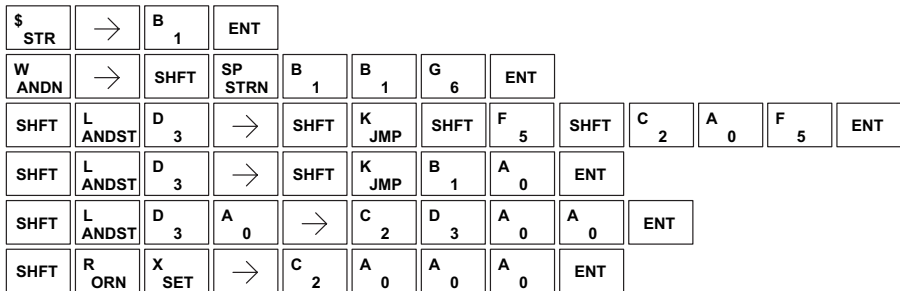 $ STR → B 1 ENT
W ANDN → SHFT SP STRN B 1 B 1 G 6 ENT
SHFT L ANDST D 3 → SHFT K JMP SHFT F 5 SHFT C 2 A 0 F 5 ENT
SHFT L ANDST D 3 → SHFT K JMP B 1 A 0 ENT
SHFT L ANDST D 3 A 0 → C 2 D 3 A 0 A 0 ENT
SHFT R ORN X SET → C 2 A 0 A 0 A 0 ENT